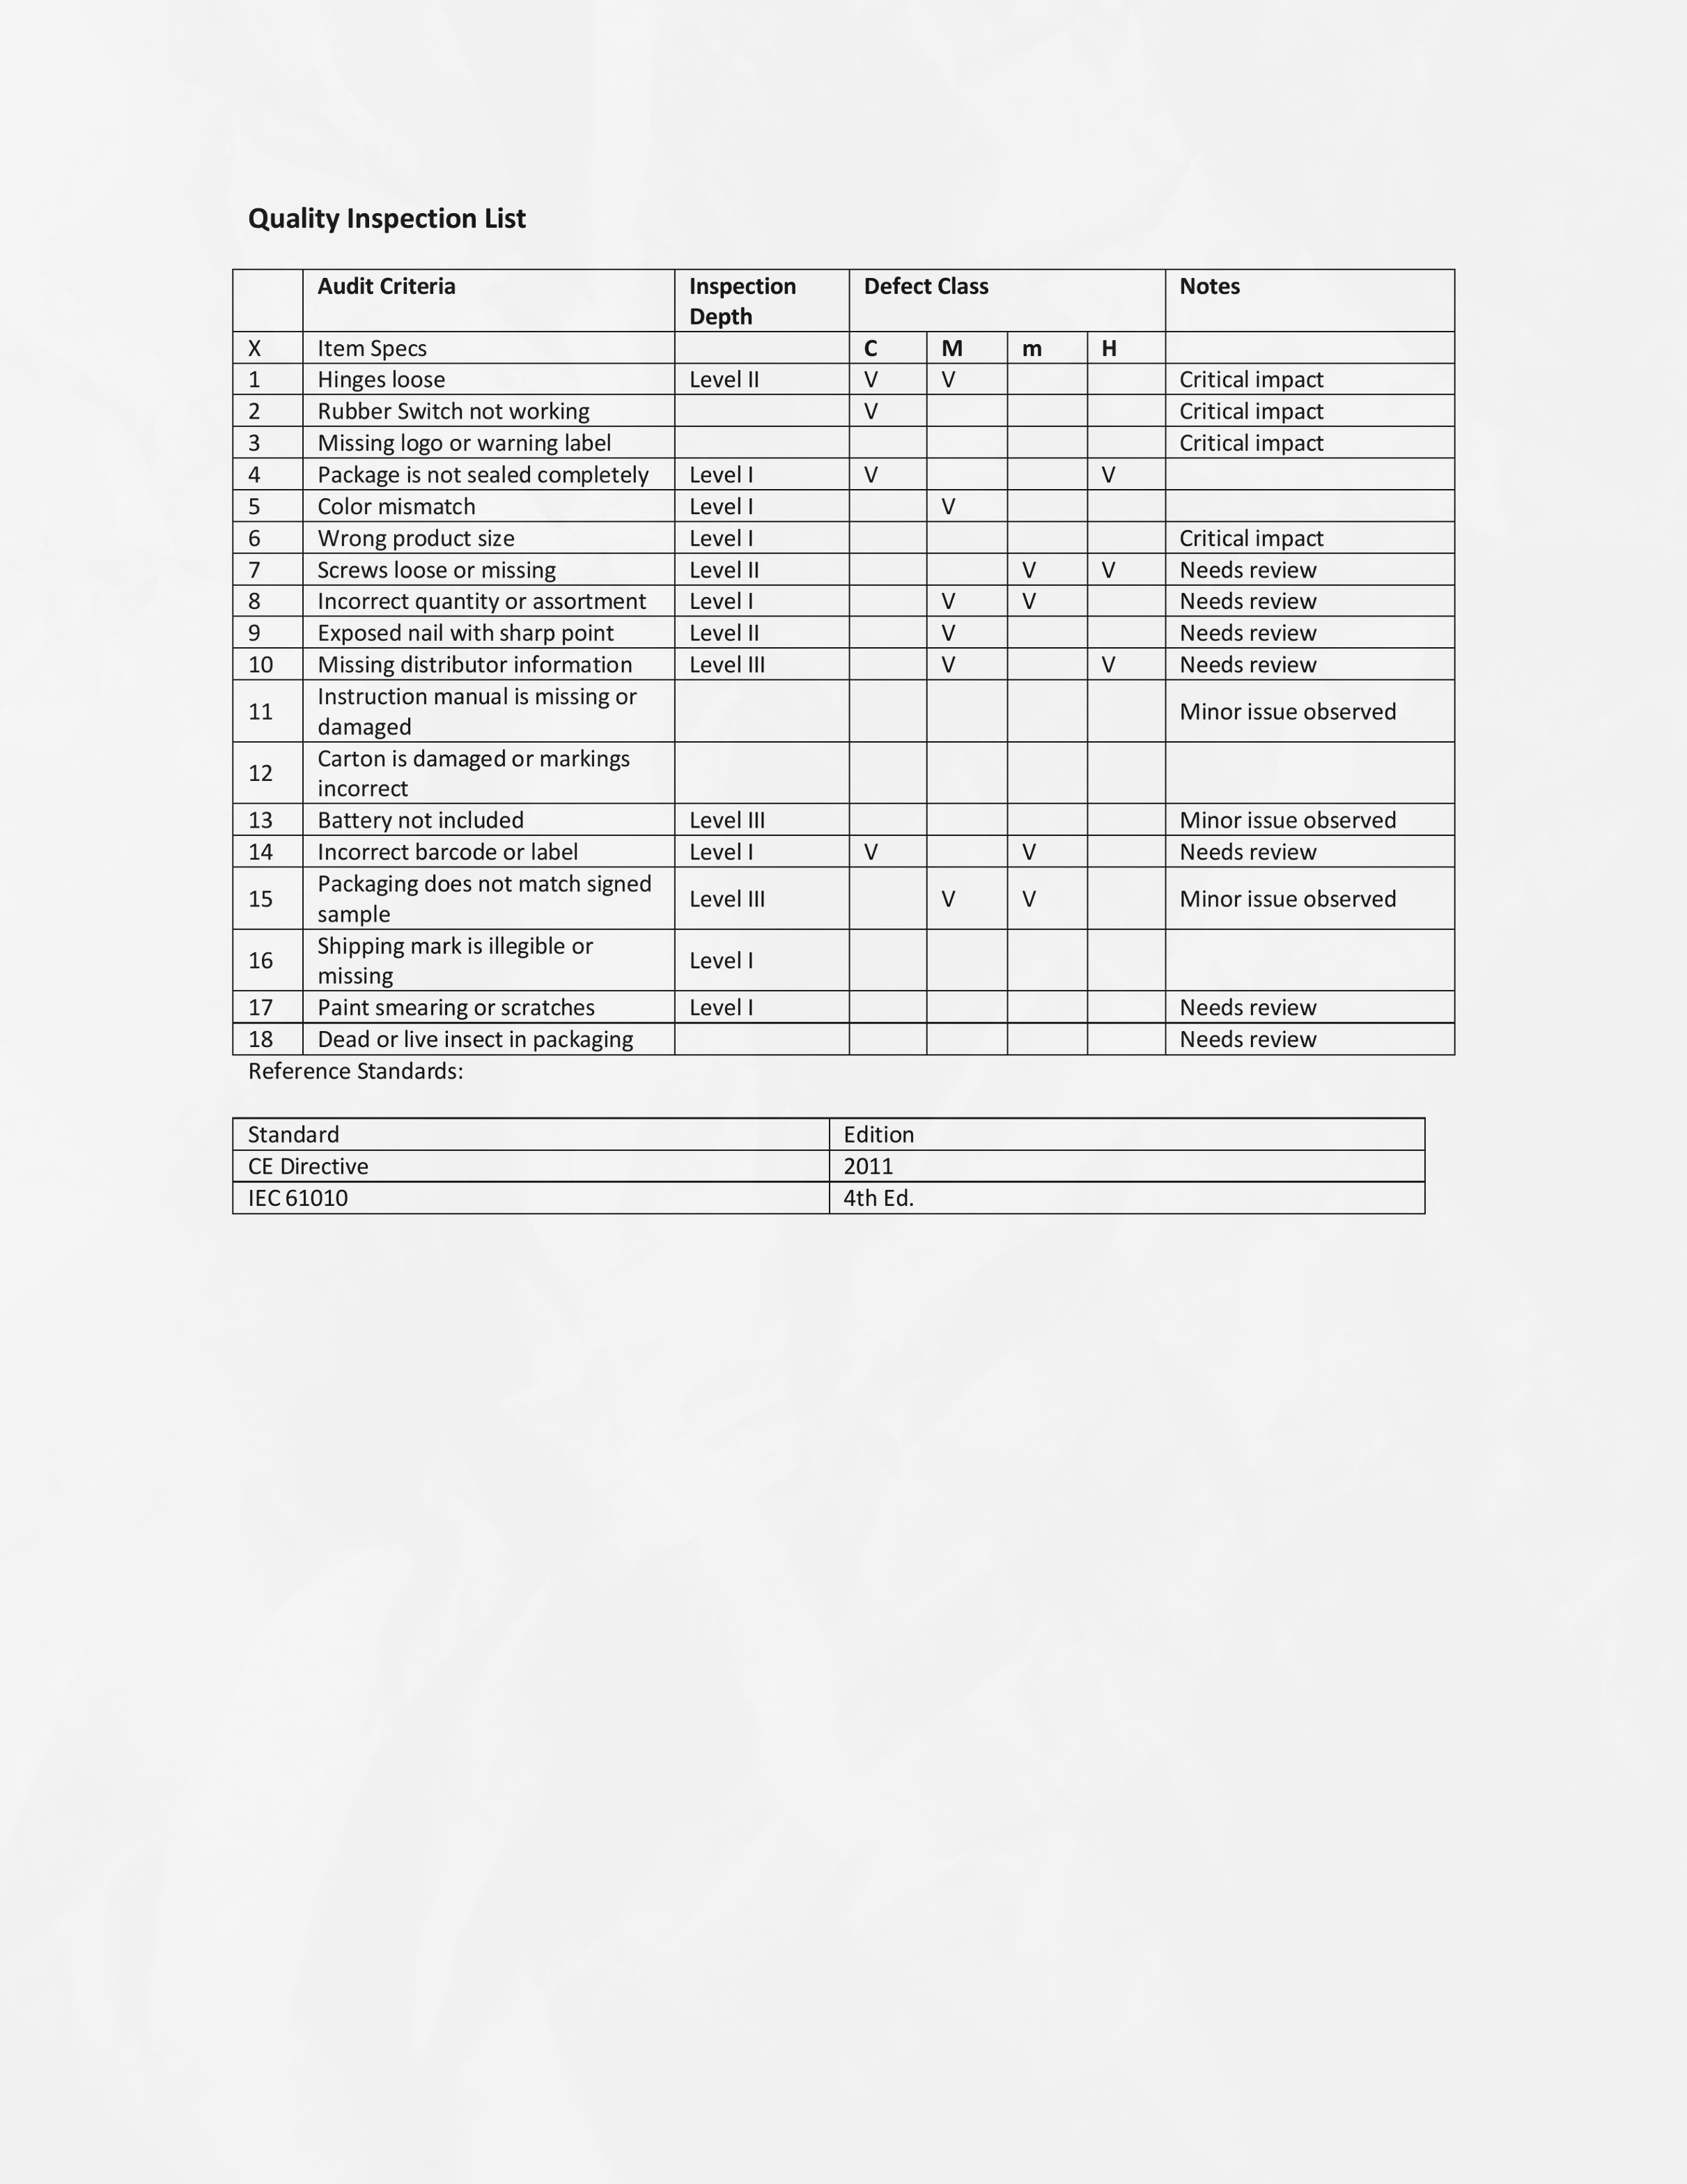 Quality Inspection List
Audit Criteria Inspection Depth Defect Class Notes
X Item Specs C M m H
1 Hinges loose Level II V V Critical impact
2 Rubber Switch not working V Critical impact
3 Missing logo or warning label Critical impact
4 Package is not sealed completely Level I V V
5 Color mismatch Level I V
6 Wrong product size Level I Critical impact
7 Screws loose or missing Level II V V Needs review
8 Incorrect quantity or assortment Level I V V Needs review
9 Exposed nail with sharp point Level II V Needs review
10 Missing distributor information Level III V V Needs review
11 Instruction manual is missing or damaged Minor issue observed
12 Carton is damaged or markings incorrect
13 Battery not included Level III Minor issue observed
14 Incorrect barcode or label Level I V V Needs review
15 Packaging does not match signed sample Level III V V Minor issue observed
16 Shipping mark is illegible or missing Level I
17 Paint smearing or scratches Level I Needs review
18 Dead or live insect in packaging Needs review
Reference Standards:
Standard Edition
CE Directive 2011
IEC 61010 4th Ed.